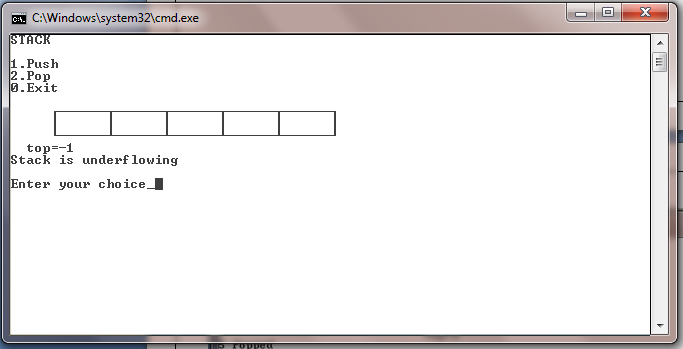 C:\Windows\system32\cmd.exe
STACK
1.Push
2.Pop
0.Exit
top=-1
Stack is underflowing
Enter your choice_
Popped